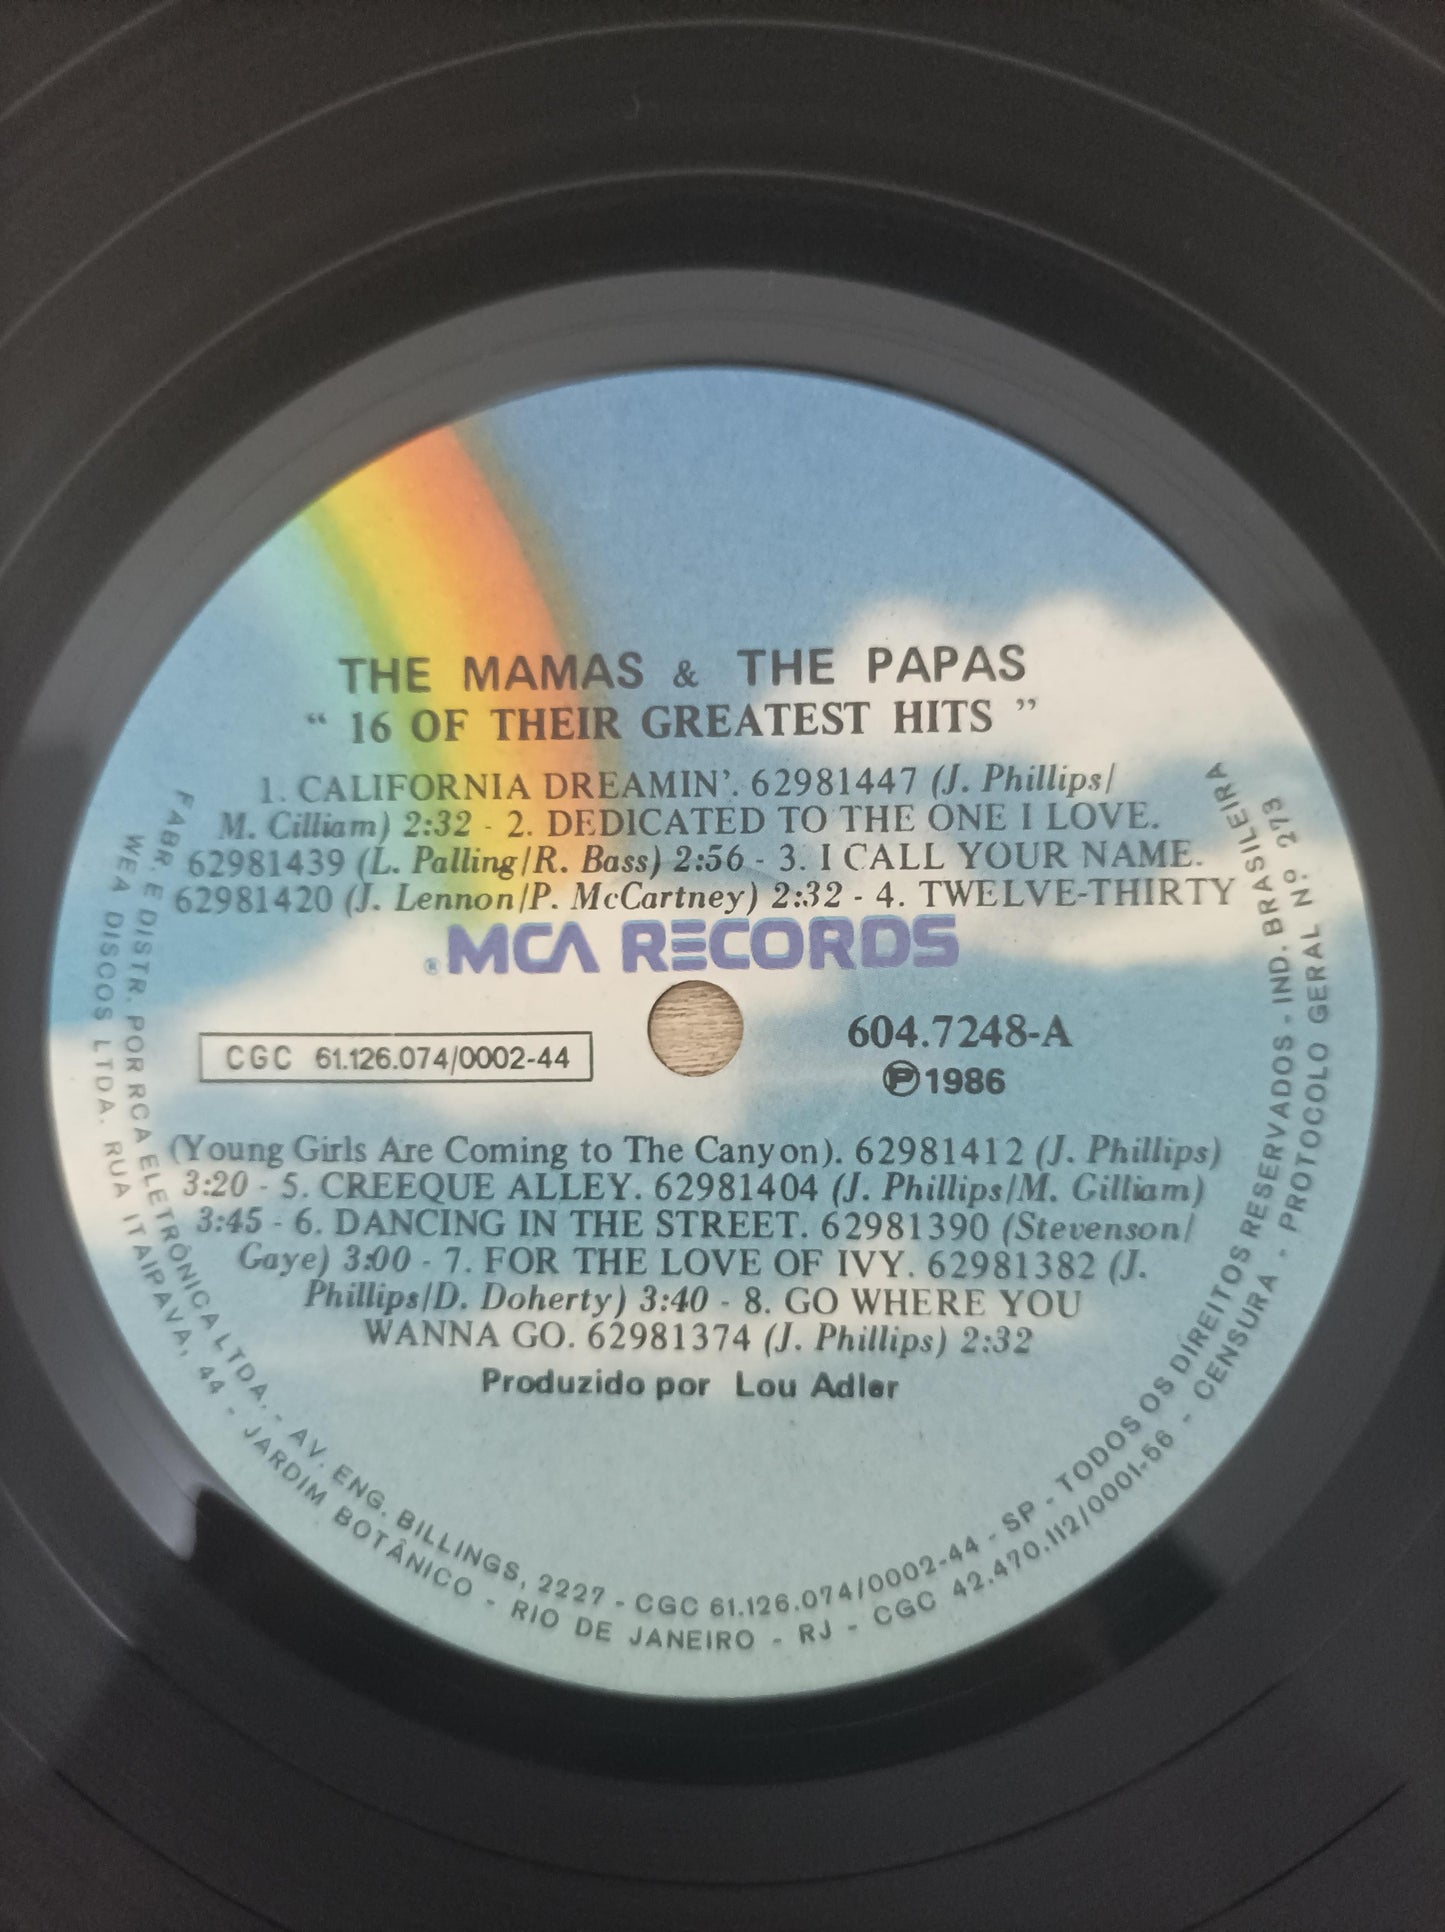 THE MAMAS & THE PAPAS
“ 16 OF THEIR GREATEST HITS ”
1. CALIFORNIA DREAMIN’. 62981447 (J. Phillips/
M. Cilliam) 2:32 - 2. DEDICATED TO THE ONE I LOVE.
62981439 (L. Palling/R. Bass) 2:56 - 3. I CALL YOUR NAME.
62981420 (J. Lennon/P. McCartney) 2:32 - 4. TWELVE-THIRTY
® MCA RECORDS
CGC 61.126.074/0002-44
604.7248-A
Ⓟ 1986
(Young Girls Are Coming to The Canyon). 62981412 (J. Phillips)
3:20 - 5. CREEQUE ALLEY. 62981404 (J. Phillips/M. Gilliam)
3:45 - 6. DANCING IN THE STREET. 62981390 (Stevenson/
Gaye) 3:00 - 7. FOR THE LOVE OF IVY. 62981382 (J.
Phillips/D. Doherty) 3:40 - 8. GO WHERE YOU
WANNA GO. 62981374 (J. Phillips) 2:32
Produzido por Lou Adler
FABR. E DISTR. POR RCA ELETRÔNICA LTDA. - AV. ENG. BILLINGS, 2227 - CGC 61.126.074/0002-44 - SP - TODOS OS DIREITOS RESERVADOS - IND. BRASILEIRA
WEA DISCOS LTDA. RUA ITAIPAVA, 44 - JARDIM BOTÂNICO - RIO DE JANEIRO - RJ - CGC 42.470.112/0001-56 - CENSURA - PROTOCOLO GERAL Nº 273